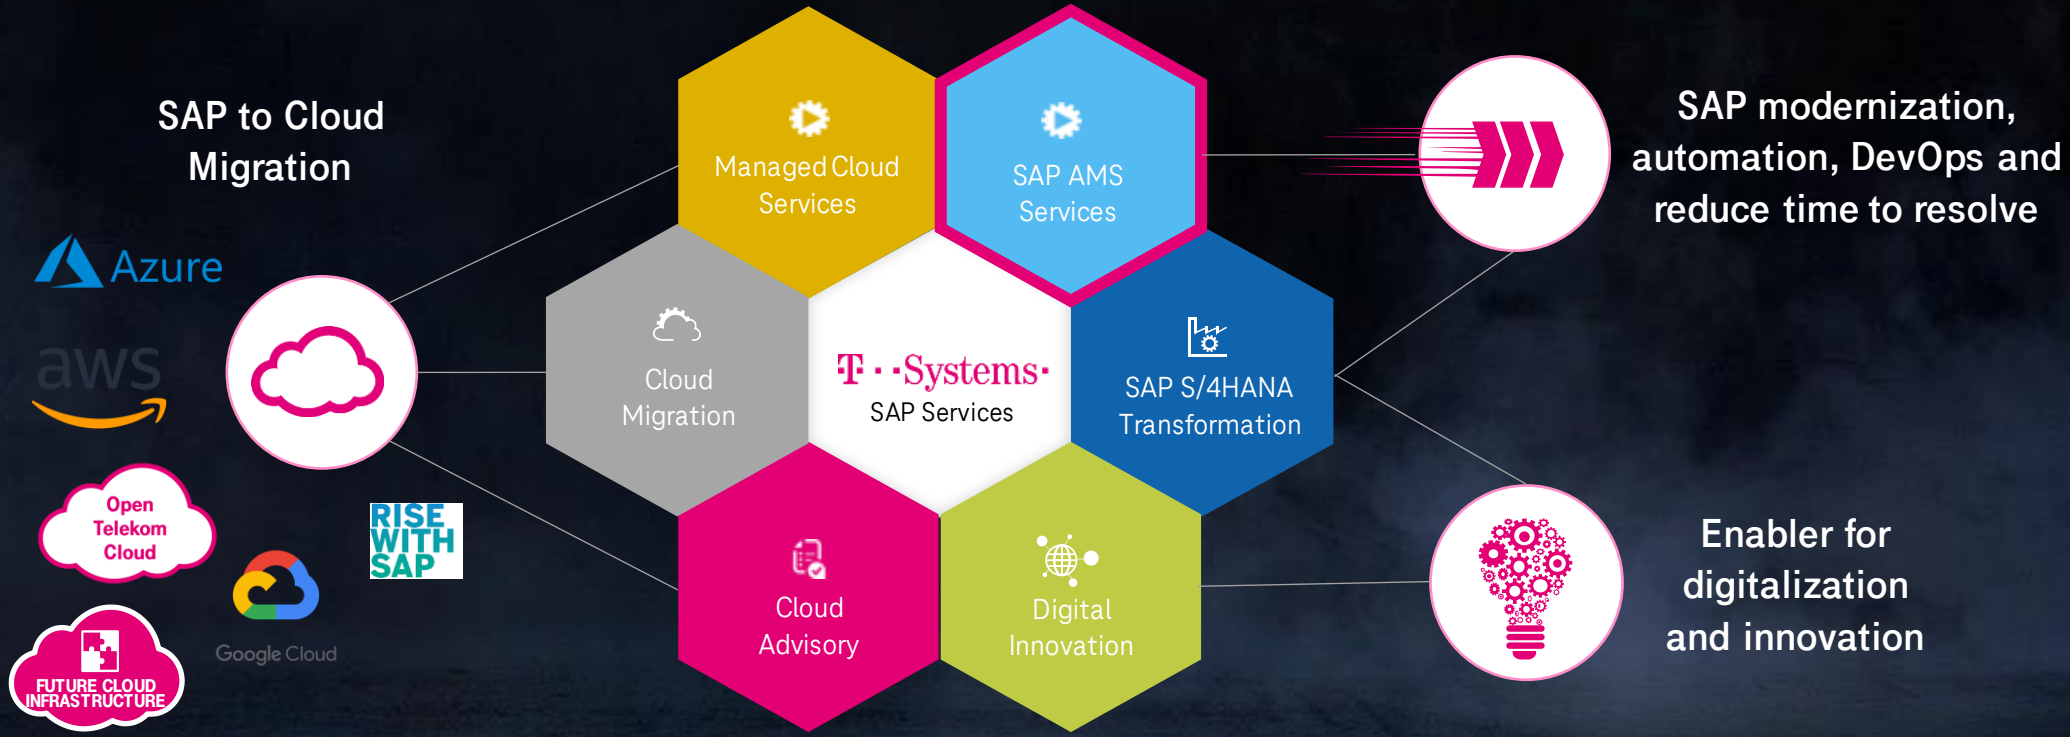 SAP to Cloud
Migration
Azure
aws
Open
Telekom
Cloud
RISE
WITH
SAP
Google Cloud
FUTURE CLOUD
INFRASTRUCTURE
Managed Cloud
Services
SAP AMS
Services
Cloud
Migration
T··Systems·
SAP Services
SAP S/4HANA
Transformation
Cloud
Advisory
Digital
Innovation
SAP modernization,
automation, DevOps and
reduce time to resolve
Enabler for
digitalization
and innovation